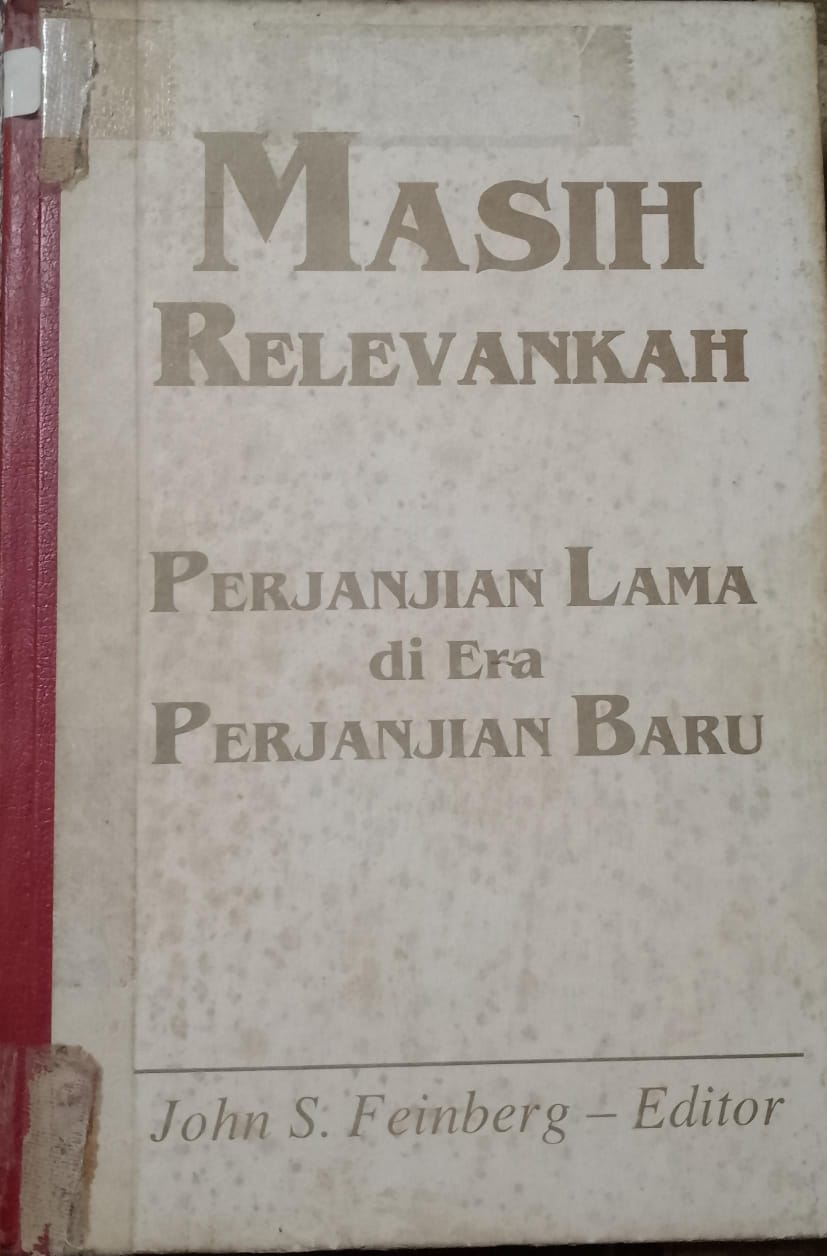 MASIH
RELEVANKAH
PERJANJIAN LAMA
di Era
PERJANJIAN BARU
John S. Feinberg – Editor